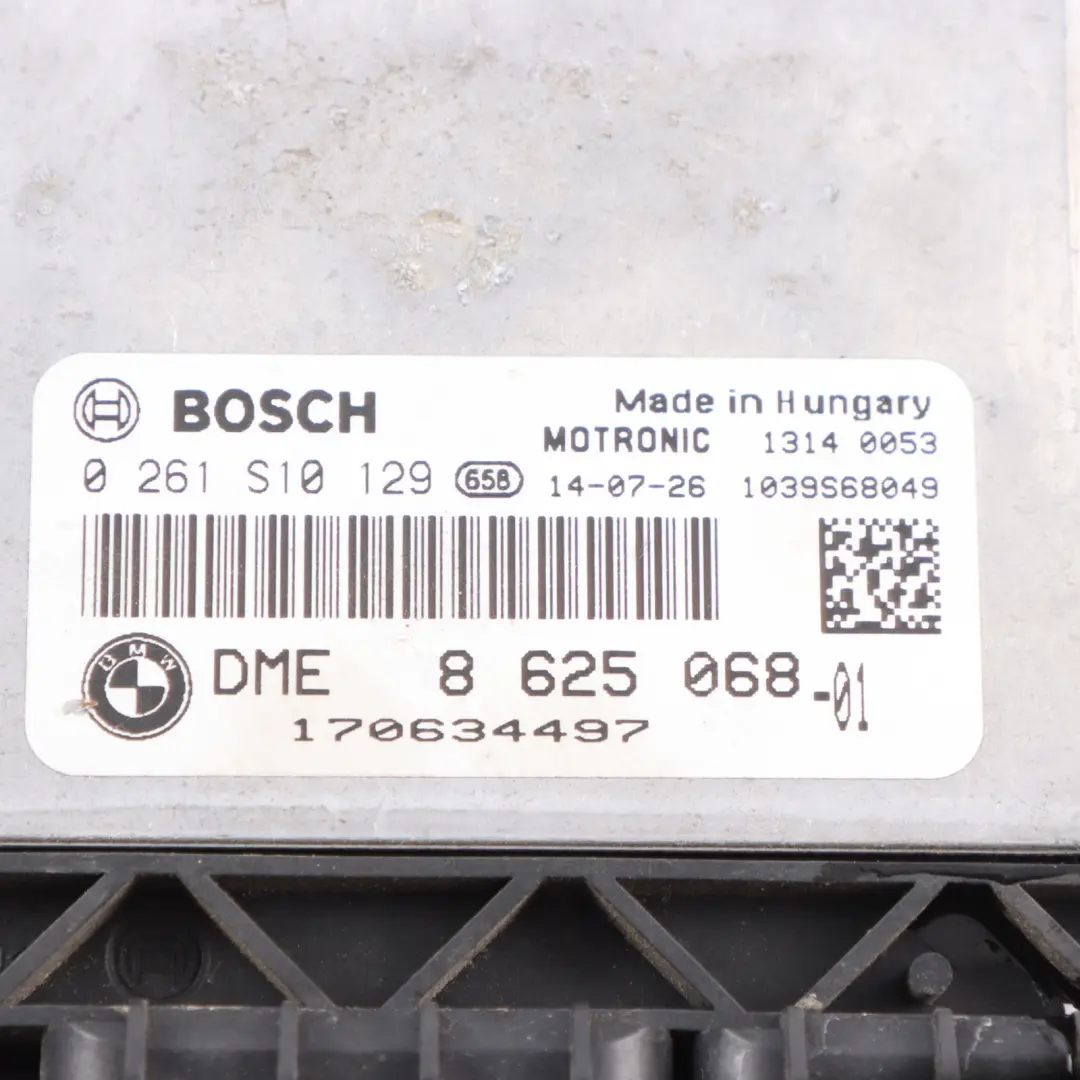 BOSCH Made in Hungary
MOTRONIC 1314 0053
0 261 S10 129 658 14-07-26 1039S68049
BMW DME 8 625 068-01
170634497